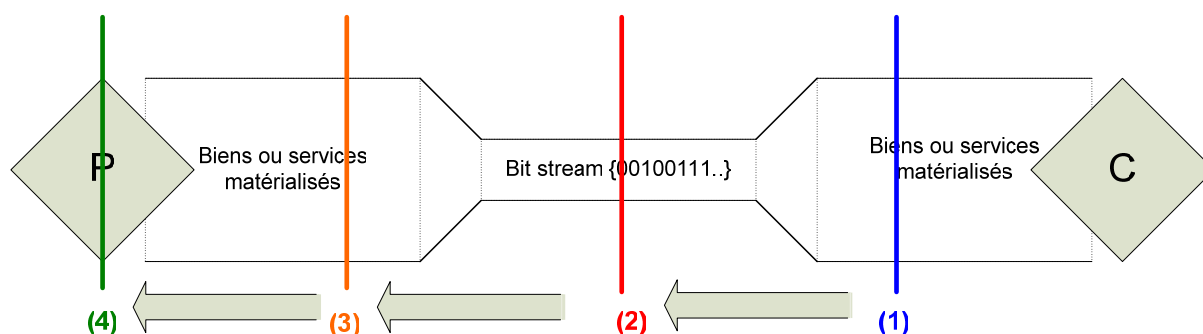 P
Biens ou services
matérialisés
Bit stream {00100111..}
Biens ou services
matérialisés
C
(4)
(3)
(2)
(1)